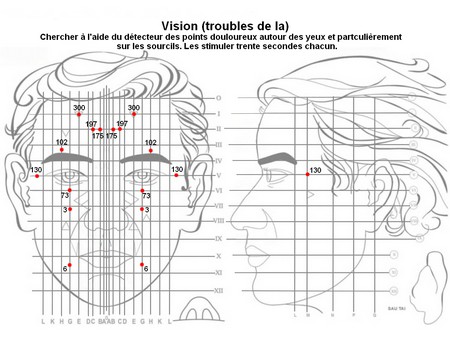 Vision (troubles de la)
Chercher à l'aide du détecteur des points douloureux autour des yeux et partculiérement
sur les sourcils. Les stimuler trente secondes chacun.
O
300 300
I
197 197
II
175 175
III
102 102
IV
130 130 130
V
VI
73 73
VII
3 3
VIII
IX
X
6 6
XI
XII
L K H G E D C B A A B C D E G H K L